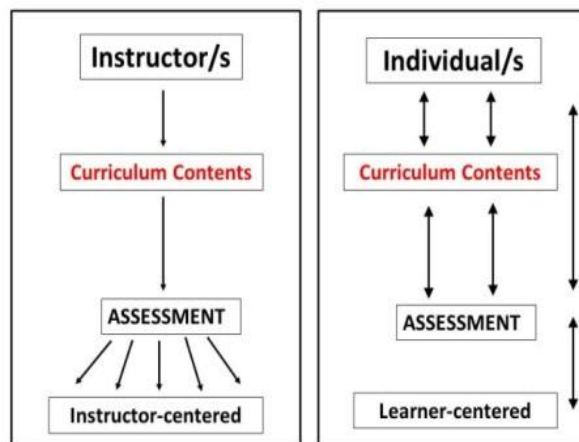 Instructor/s
Curriculum Contents
ASSESSMENT
Instructor-centered
Individual/s
Curriculum Contents
ASSESSMENT
Learner-centered